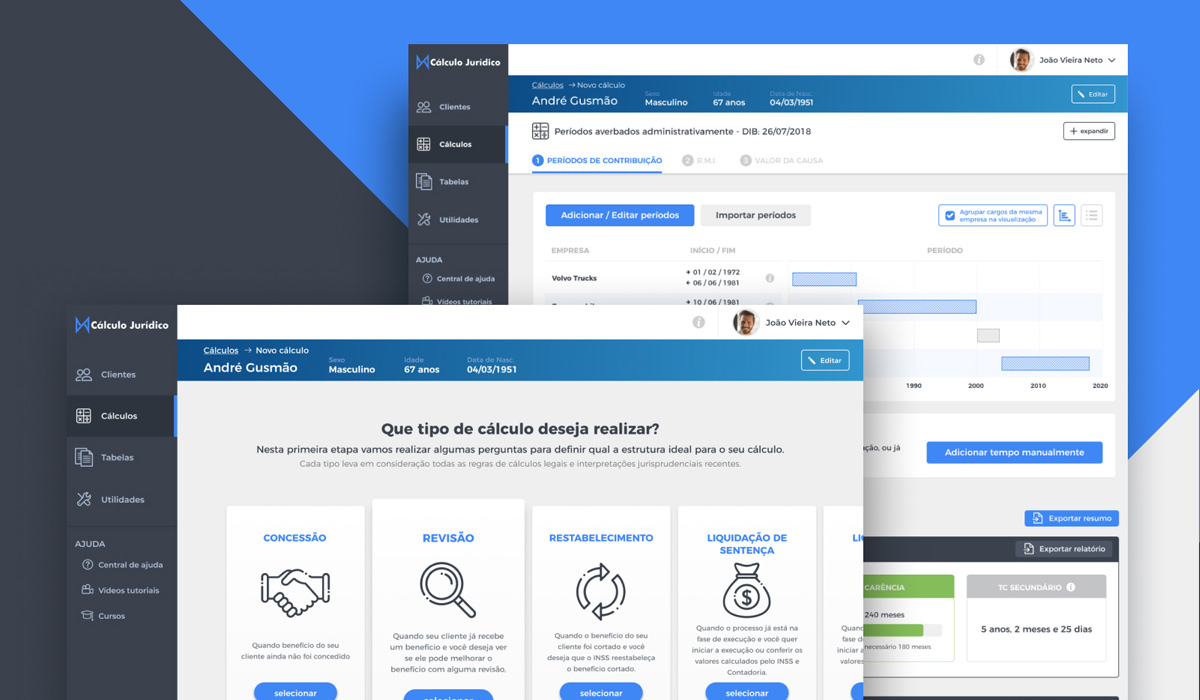 Cálculo Jurídico
Clientes
Cálculos
Tabelas
Utilidades
AJUDA
Central de ajuda
Vídeos tutoriais
João Vieira Neto
Cálculos → Novo cálculo
André Gusmão
Sexo
Masculino
Idade
67 anos
Data de Nasc.
04/03/1951
Editar
Períodos averbados administrativamente - DIB: 26/07/2018
+ expandir
1 PERÍODOS DE CONTRIBUIÇÃO
2 R.M.I
3 VALOR DA CAUSA
Adicionar / Editar períodos
Importar períodos
Agrupar cargos da mesma
empresa na visualização
EMPRESA
INÍCIO / FIM
PERÍODO
Volvo Trucks
01 / 02 / 1972
06 / 06 / 1981
10 / 06 / 1981
1990
2000
2010
2020
ou já
Adicionar tempo manualmente
Exportar resumo
Exportar relatório
CARÊNCIA
240 meses
necessário 180 meses
TC SECUNDÁRIO
5 anos, 2 meses e 25 dias
Cálculo Jurídico
Clientes
Cálculos
Tabelas
Utilidades
AJUDA
Central de ajuda
Vídeos tutoriais
Cursos
João Vieira Neto
Cálculos → Novo cálculo
André Gusmão
Sexo
Masculino
Idade
67 anos
Data de Nasc.
04/03/1951
Editar
Que tipo de cálculo deseja realizar?
Nesta primeira etapa vamos realizar algumas perguntas para definir qual a estrutura ideal para o seu cálculo.
Cada tipo leva em consideração todas as regras de cálculos legais e interpretações jurisprudenciais recentes.
CONCESSÃO
Quando benefício do seu
cliente ainda não foi concedido
selecionar
REVISÃO
Quando seu cliente já recebe
um benefício e você deseja ver
se ele pode melhorar o
benefício com alguma revisão.
selecionar
RESTABELECIMENTO
Quando o benefício do seu
cliente foi cortado e você
deseja que o INSS reestabeleça
o benefício cortado.
selecionar
LIQUIDAÇÃO DE
SENTENÇA
$
Quando o processo já está na
fase de execução e você quer
iniciar a execução ou conferir os
valores calculados pelo INSS e
Contadoria.
selecionar